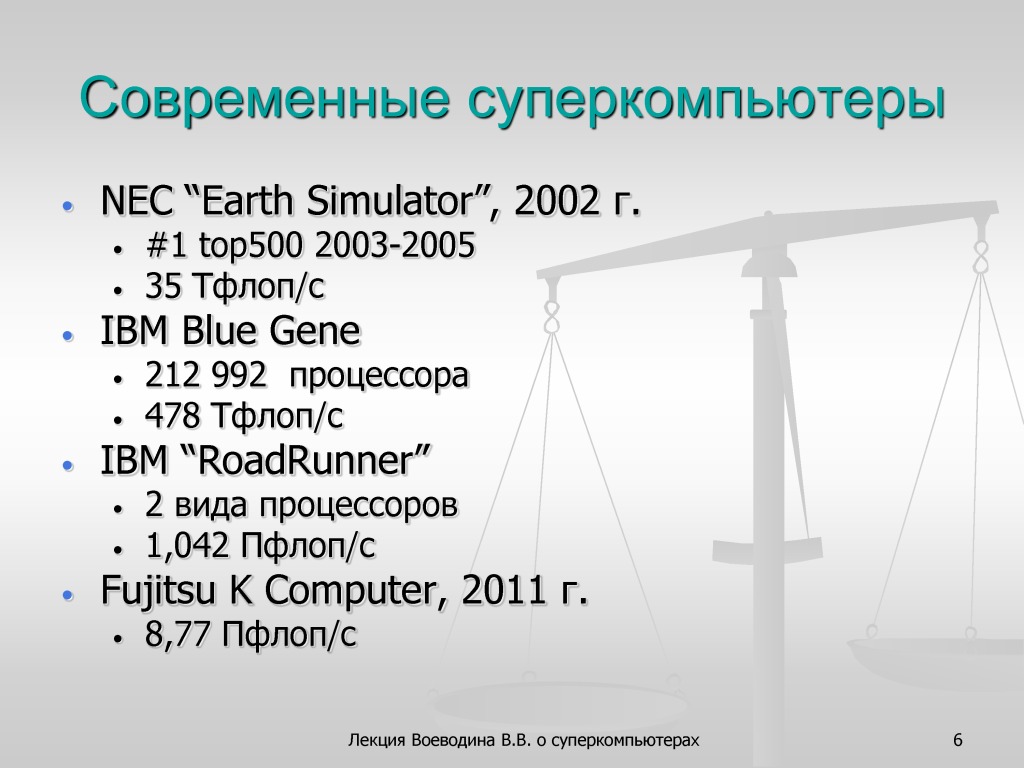 Современные суперкомпьютеры
• NEC “Earth Simulator”, 2002 г.
• #1 top500 2003-2005
• 35 Тфлоп/с
• IBM Blue Gene
• 212 992 процессора
• 478 Тфлоп/с
• IBM “RoadRunner”
• 2 вида процессоров
• 1,042 Пфлоп/с
• Fujitsu K Computer, 2011 г.
• 8,77 Пфлоп/с
Лекция Воеводина В.В. о суперкомпьютерах 6